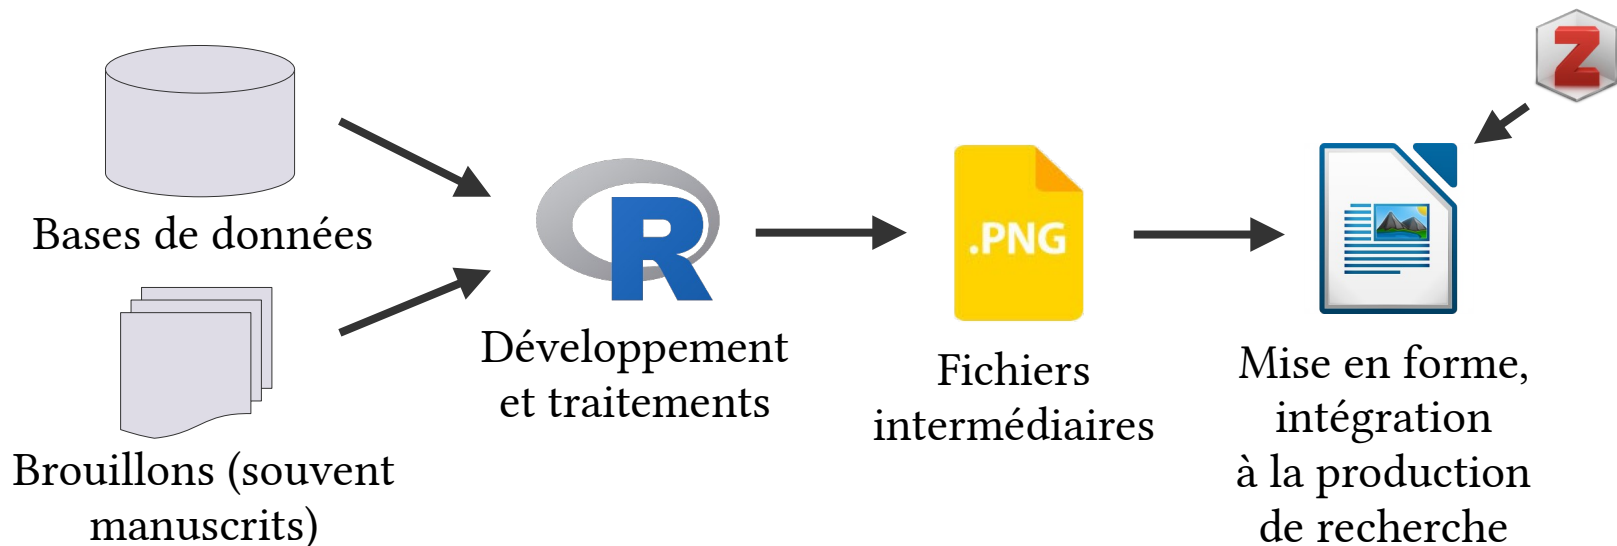 Z
Bases de données
R
.PNG
Brouillons (souvent
manuscrits)
Développement
et traitements
Fichiers
intermédiaires
Mise en forme,
intégration
à la production
de recherche